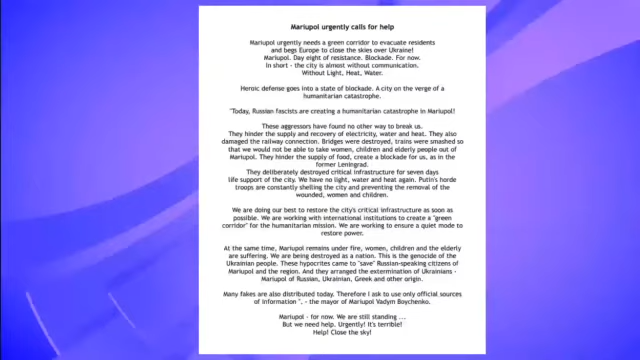 Mariupol urgently calls for help
Mariupol urgently needs a green corridor to evacuate residents
and begs Europe to close the skies over Ukraine!
Mariupol. Day eight of resistance. Blockade. For now.
In short - the city is almost without communication.
Without Light, Heat, Water.
Heroic defense goes into a state of blockade. A city on the verge of a
humanitarian catastrophe.
"Today, Russian fascists are creating a humanitarian catastrophe in Mariupol!
These aggressors have found no other way to break us.
They hinder the supply and recovery of electricity, water and heat. They also
damaged the railway connection. Bridges were destroyed, trains were smashed so
that we would not be able to take women, children and elderly people out of
Mariupol. They hinder the supply of food, create a blockade for us, as in the
former Leningrad.
They deliberately destroyed critical infrastructure for seven days
life support of the city. We have no light, water and heat again. Putin's horde
troops are constantly shelling the city and preventing the removal of the
wounded, women and children.
We are doing our best to restore the city's critical infrastructure as soon as
possible. We are working with international institutions to create a "green
corridor" for the humanitarian mission. We are working to ensure a quiet mode to
restore power.
At the same time, Mariupol remains under fire, women, children and the elderly
are suffering. We are being destroyed as a nation. This is the genocide of the
Ukrainian people. These hypocrites came to "save" Russian-speaking citizens of
Mariupol and the region. And they arranged the extermination of Ukrainians -
Mariupol of Russian, Ukrainian, Greek and other origin.
Many fakes are also distributed today. Therefore I ask to use only official sources
of information ", - the mayor of Mariupol Vadym Boychenko.
Mariupol - for now. We are still standing ...
But we need help. Urgently! It's terrible!
Help! Close the sky!